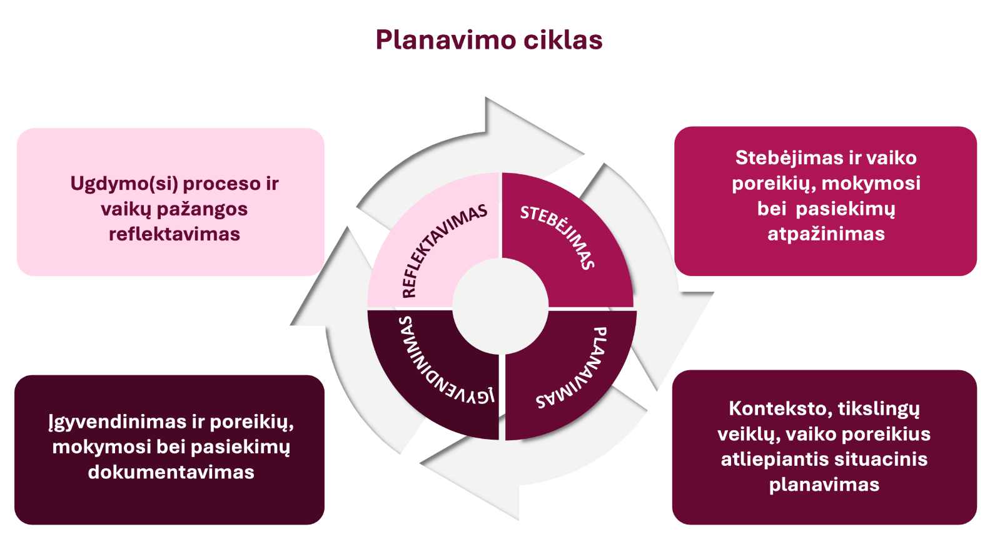 Planavimo ciklas
Ugdymo(si) proceso ir
vaikų pažangos
reflektavimas
Stebėjimas ir vaiko
poreikių, mokymosi
bei  pasiekimų
atpažinimas
REFLEKTAVIMAS
STEBĖJIMAS
ĮGYVENDINIMAS
PLANAVIMAS
Įgyvendinimas ir poreikių,
mokymosi bei pasiekimų
dokumentavimas
Konteksto, tikslingų
veiklų, vaiko poreikius
atliepiantis situacinis
planavimas